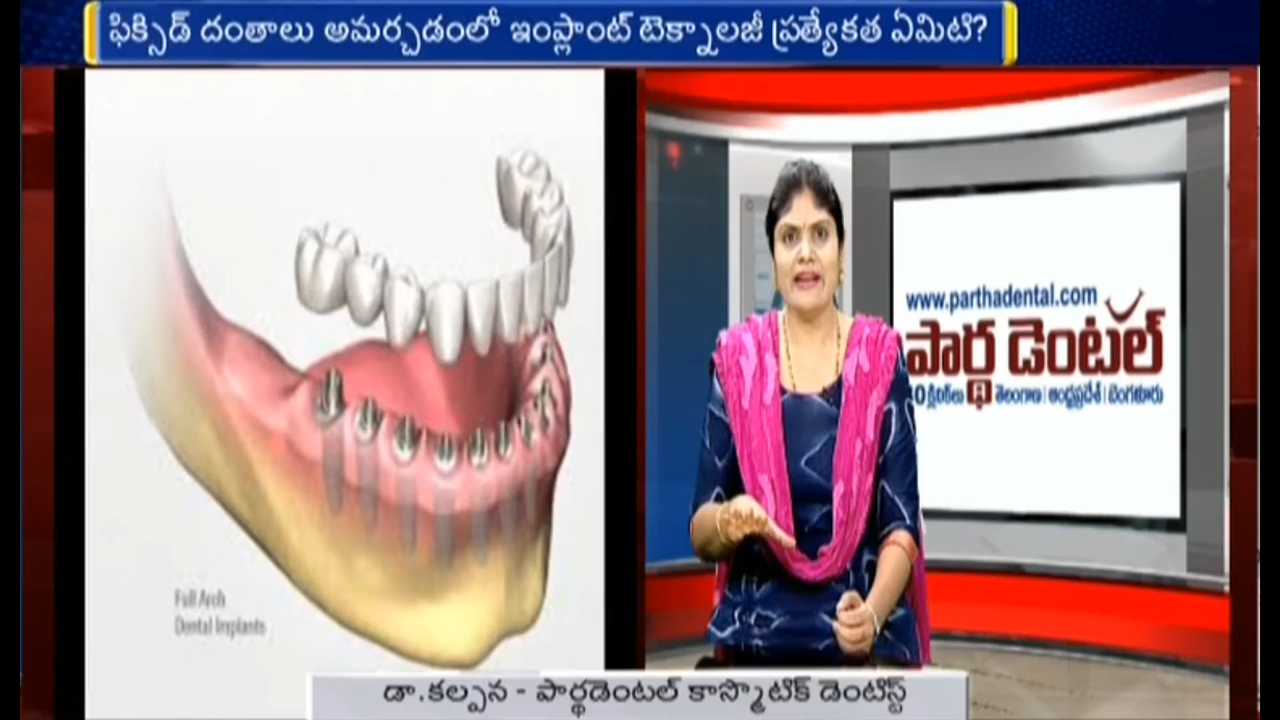 ఫిక్సిడ్ దంతాలు అమర్చడంలో ఇంప్లాంట్ టెక్నాలజీ ప్రత్యేకత ఏమిటి?
Full Arch
Dental Implants
www.parthadental.com
పార్థ డెంటల్
తెలంగాణ | ఆంధ్రప్రదేశ్ | బెంగళూరు
డా.కల్పన - పార్థడెంటల్ కాస్మొటిక్ డెంటిస్ట్